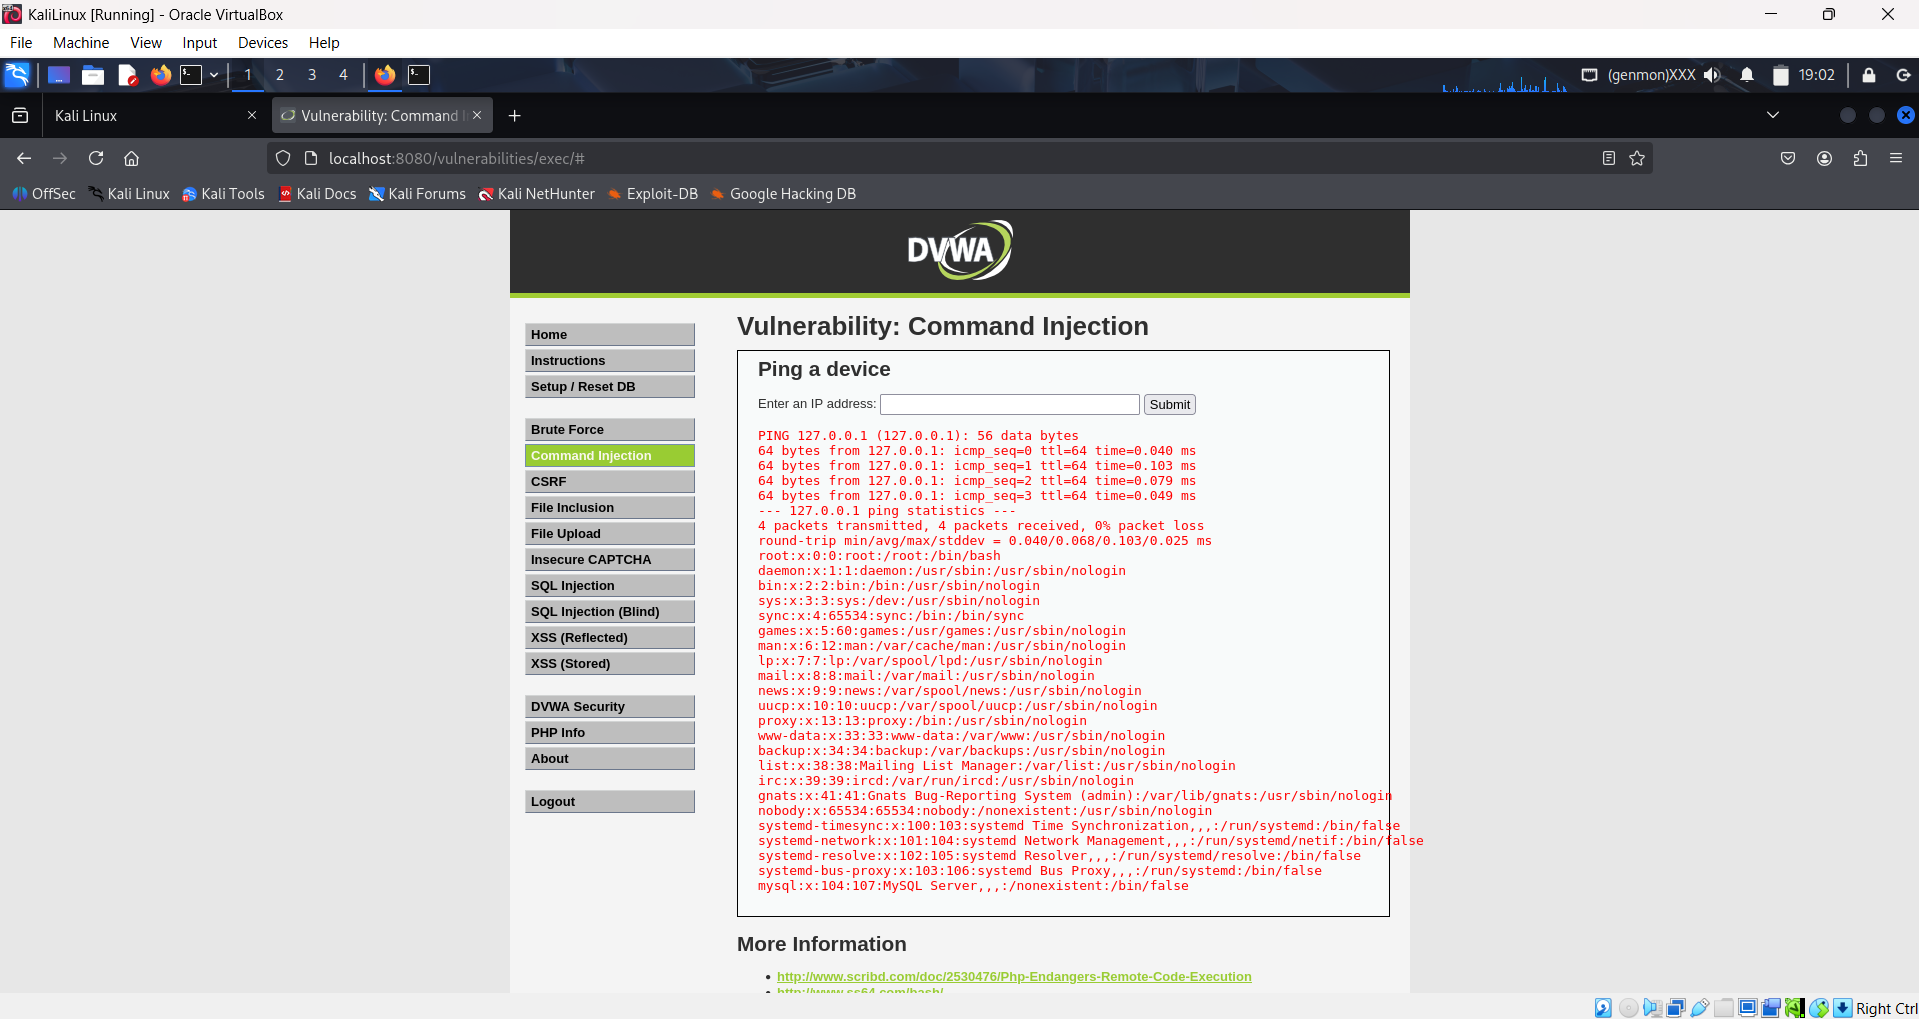 KaliLinux [Running] - Oracle VirtualBox
File Machine View Input Devices Help
1 2 3 4 (genmon)XXX 19:02
Kali Linux Vulnerability: Command
localhost:8080/vulnerabilities/exec/#
OffSec Kali Linux Kali Tools Kali Docs Kali Forums Kali NetHunter Exploit-DB Google Hacking DB
DVWA
Home
Instructions
Setup / Reset DB
Brute Force
Command Injection
CSRF
File Inclusion
File Upload
Insecure CAPTCHA
SQL Injection
SQL Injection (Blind)
XSS (Reflected)
XSS (Stored)
DVWA Security
PHP Info
About
Logout
Vulnerability: Command Injection
Ping a device
Enter an IP address: Submit
PING 127.0.0.1 (127.0.0.1): 56 data bytes
64 bytes from 127.0.0.1: icmp_seq=0 ttl=64 time=0.040 ms
64 bytes from 127.0.0.1: icmp_seq=1 ttl=64 time=0.103 ms
64 bytes from 127.0.0.1: icmp_seq=2 ttl=64 time=0.079 ms
64 bytes from 127.0.0.1: icmp_seq=3 ttl=64 time=0.049 ms
--- 127.0.0.1 ping statistics ---
4 packets transmitted, 4 packets received, 0% packet loss
round-trip min/avg/max/stddev = 0.040/0.068/0.103/0.025 ms
root:x:0:0:root:/root:/bin/bash
daemon:x:1:1:daemon:/usr/sbin:/usr/sbin/nologin
bin:x:2:2:bin:/bin:/usr/sbin/nologin
sys:x:3:3:sys:/dev:/usr/sbin/nologin
sync:x:4:65534:sync:/bin:/bin/sync
games:x:5:60:games:/usr/games:/usr/sbin/nologin
man:x:6:12:man:/var/cache/man:/usr/sbin/nologin
lp:x:7:7:lp:/var/spool/lpd:/usr/sbin/nologin
mail:x:8:8:mail:/var/mail:/usr/sbin/nologin
news:x:9:9:news:/var/spool/news:/usr/sbin/nologin
uucp:x:10:10:uucp:/var/spool/uucp:/usr/sbin/nologin
proxy:x:13:13:proxy:/bin:/usr/sbin/nologin
www-data:x:33:33:www-data:/var/www:/usr/sbin/nologin
backup:x:34:34:backup:/var/backups:/usr/sbin/nologin
list:x:38:38:Mailing List Manager:/var/list:/usr/sbin/nologin
irc:x:39:39:ircd:/var/run/ircd:/usr/sbin/nologin
gnats:x:41:41:Gnats Bug-Reporting System (admin):/var/lib/gnats:/usr/sbin/nologin
nobody:x:65534:65534:nobody:/nonexistent:/usr/sbin/nologin
systemd-timesync:x:100:103:systemd Time Synchronization,,,:/run/systemd:/bin/false
systemd-network:x:101:104:systemd Network Management,,,:/run/systemd/netif:/bin/false
systemd-resolve:x:102:105:systemd Resolver,,,:/run/systemd/resolve:/bin/false
systemd-bus-proxy:x:103:106:systemd Bus Proxy,,,:/run/systemd:/bin/false
mysql:x:104:107:MySQL Server,,,:/nonexistent:/bin/false
More Information
http://www.scribd.com/doc/2530476/Php-Endangers-Remote-Code-Execution
http://www.ss64.com/bash/
Right Ctrl